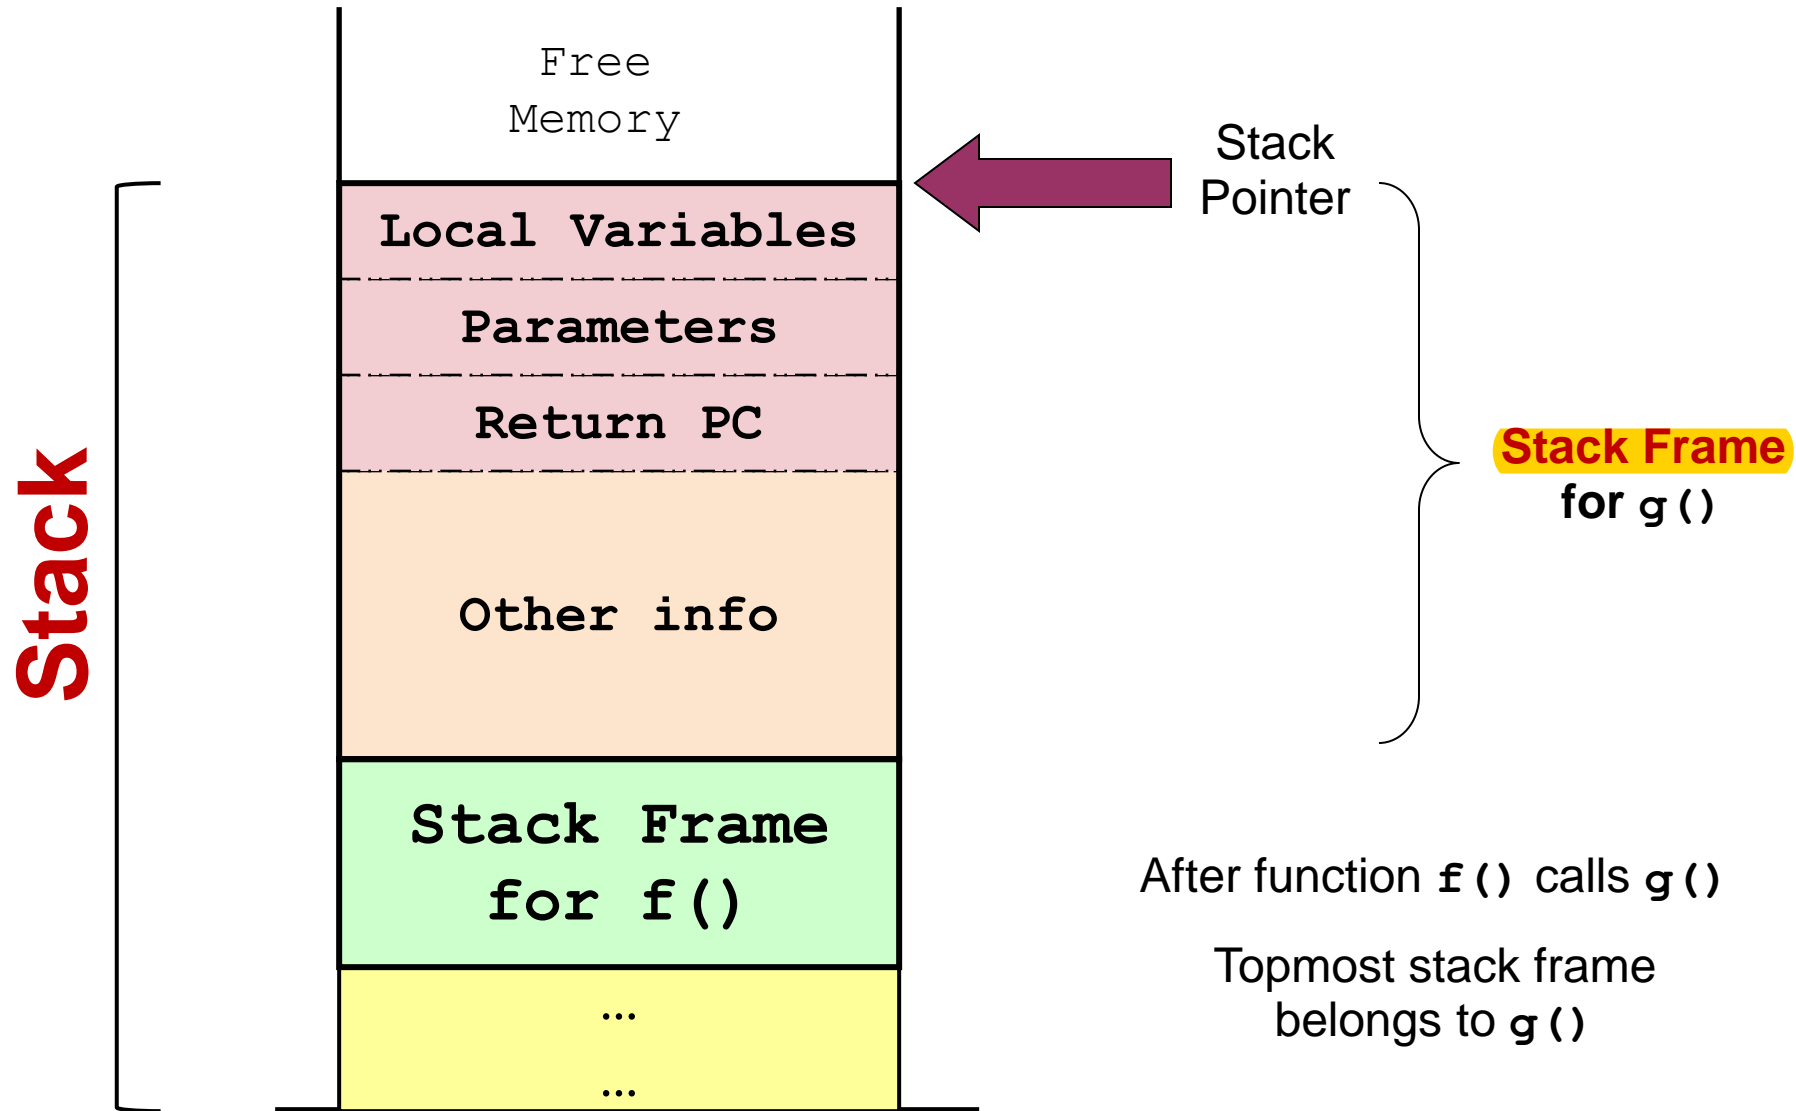 Free
Memory
Stack
Pointer
Local Variables
Parameters
Return PC
Stack
Stack Frame
for g()
Other info
Stack Frame
for f()
After function f() calls g()
Topmost stack frame
belongs to g()
…
…